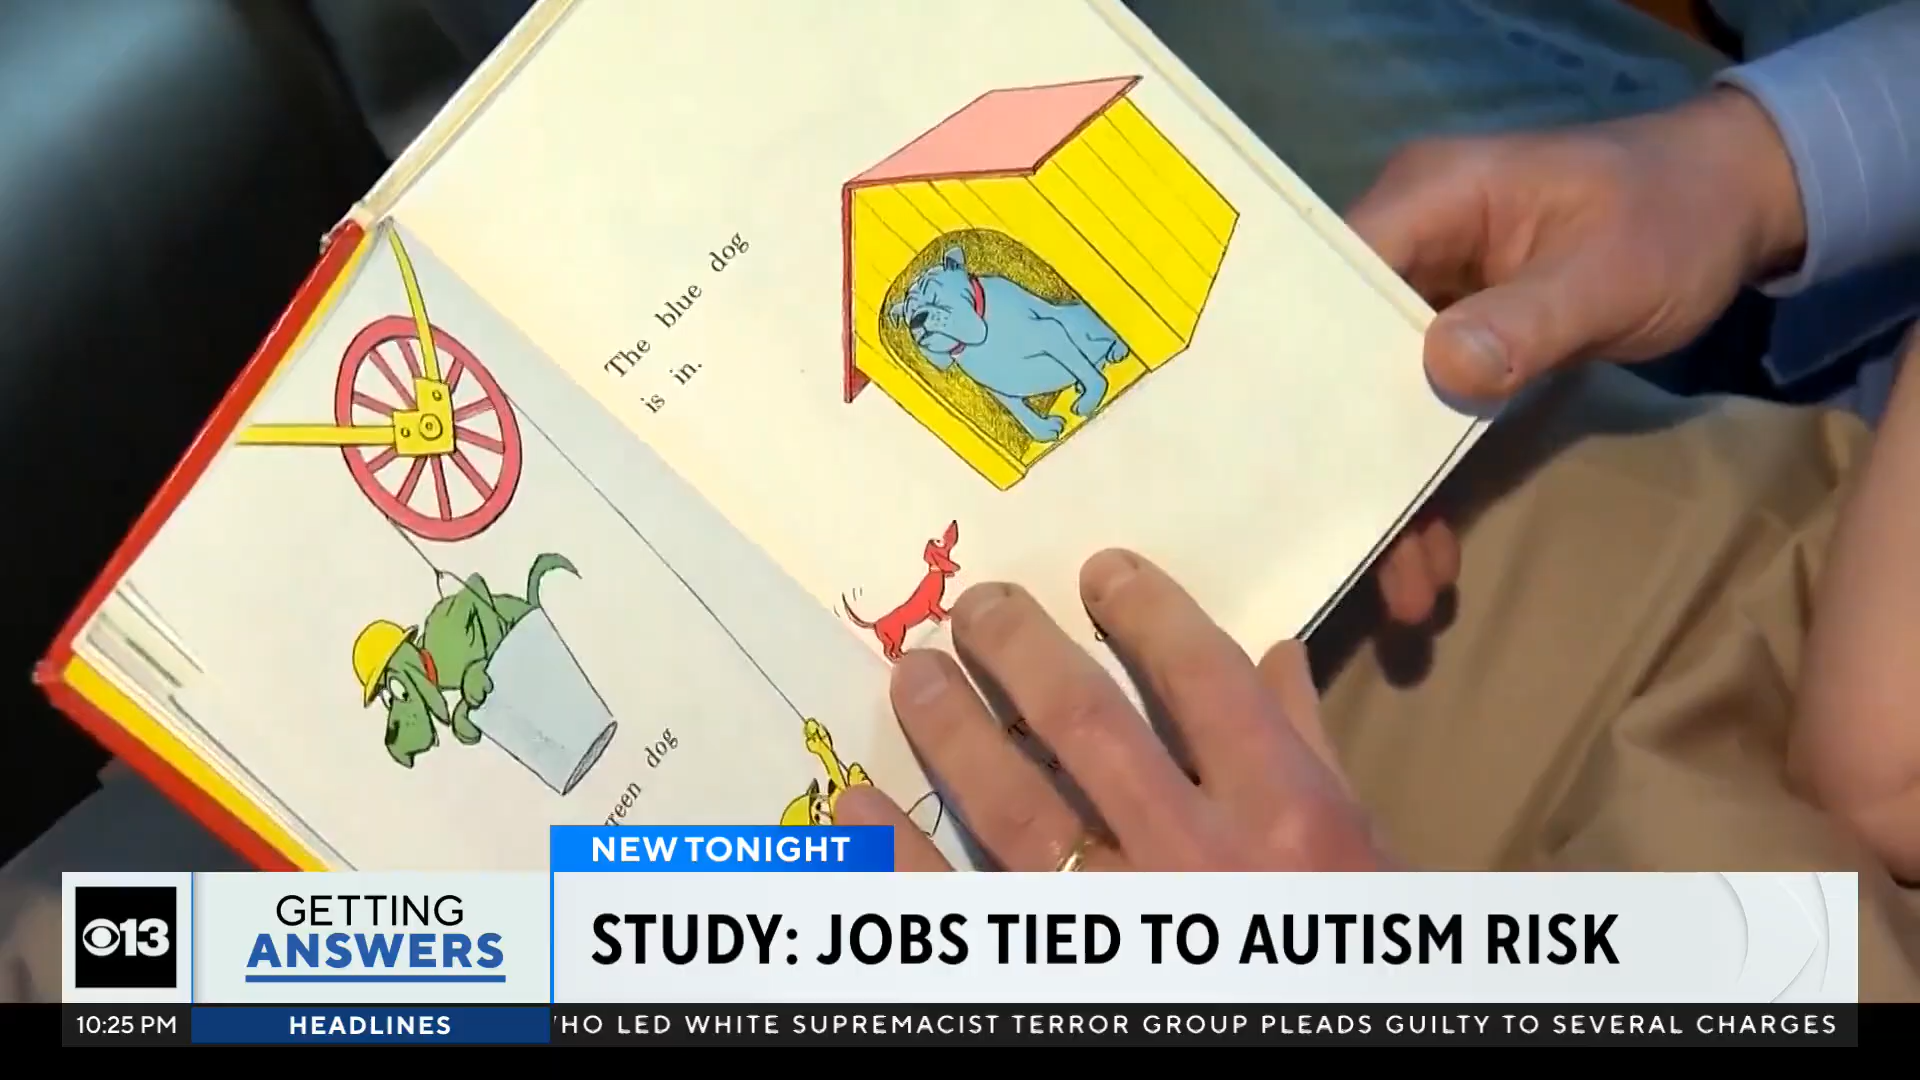 The blue dog
is in.
dog
NEW TONIGHT
13
GETTING
ANSWERS
STUDY: JOBS TIED TO AUTISM RISK
10:25 PM
HEADLINES
LED WHITE SUPREMACIST TERROR GROUP PLEADS GUILTY TO SEVERAL CHARGES